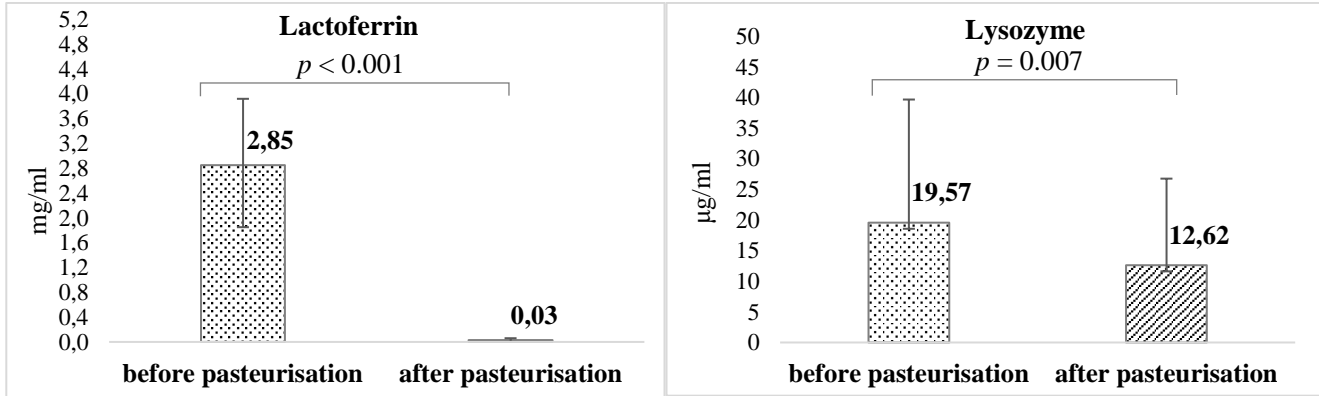 Lactoferrin
p < 0.001
mg/ml
5,2
4,8
4,4
4,0
3,6
3,2
2,8
2,4
2,0
1,6
1,2
0,8
0,4
0,0
2,85
0,03
before pasteurisation
after pasteurisation
Lysozyme
p = 0.007
µg/ml
50
45
40
35
30
25
20
15
10
5
0
19,57
12,62
before pasteurisation
after pasteurisation